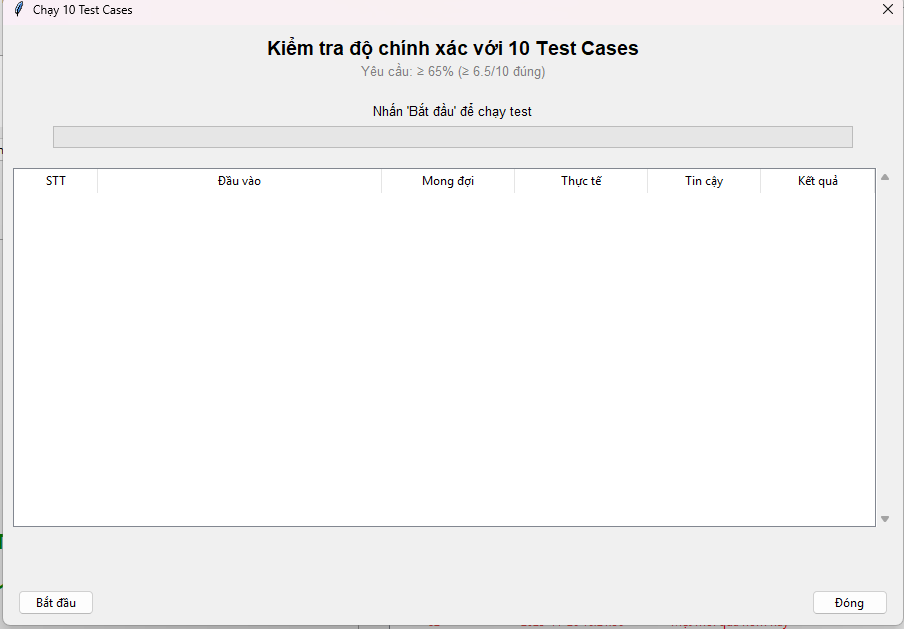 Chạy 10 Test Cases
Kiểm tra độ chính xác với 10 Test Cases
Yêu cầu: ≥ 65% (≥ 6.5/10 đúng)
Nhấn 'Bắt đầu' để chạy test
STT Đầu vào Mong đợi Thực tế Tin cậy Kết quả
Bắt đầu Đóng